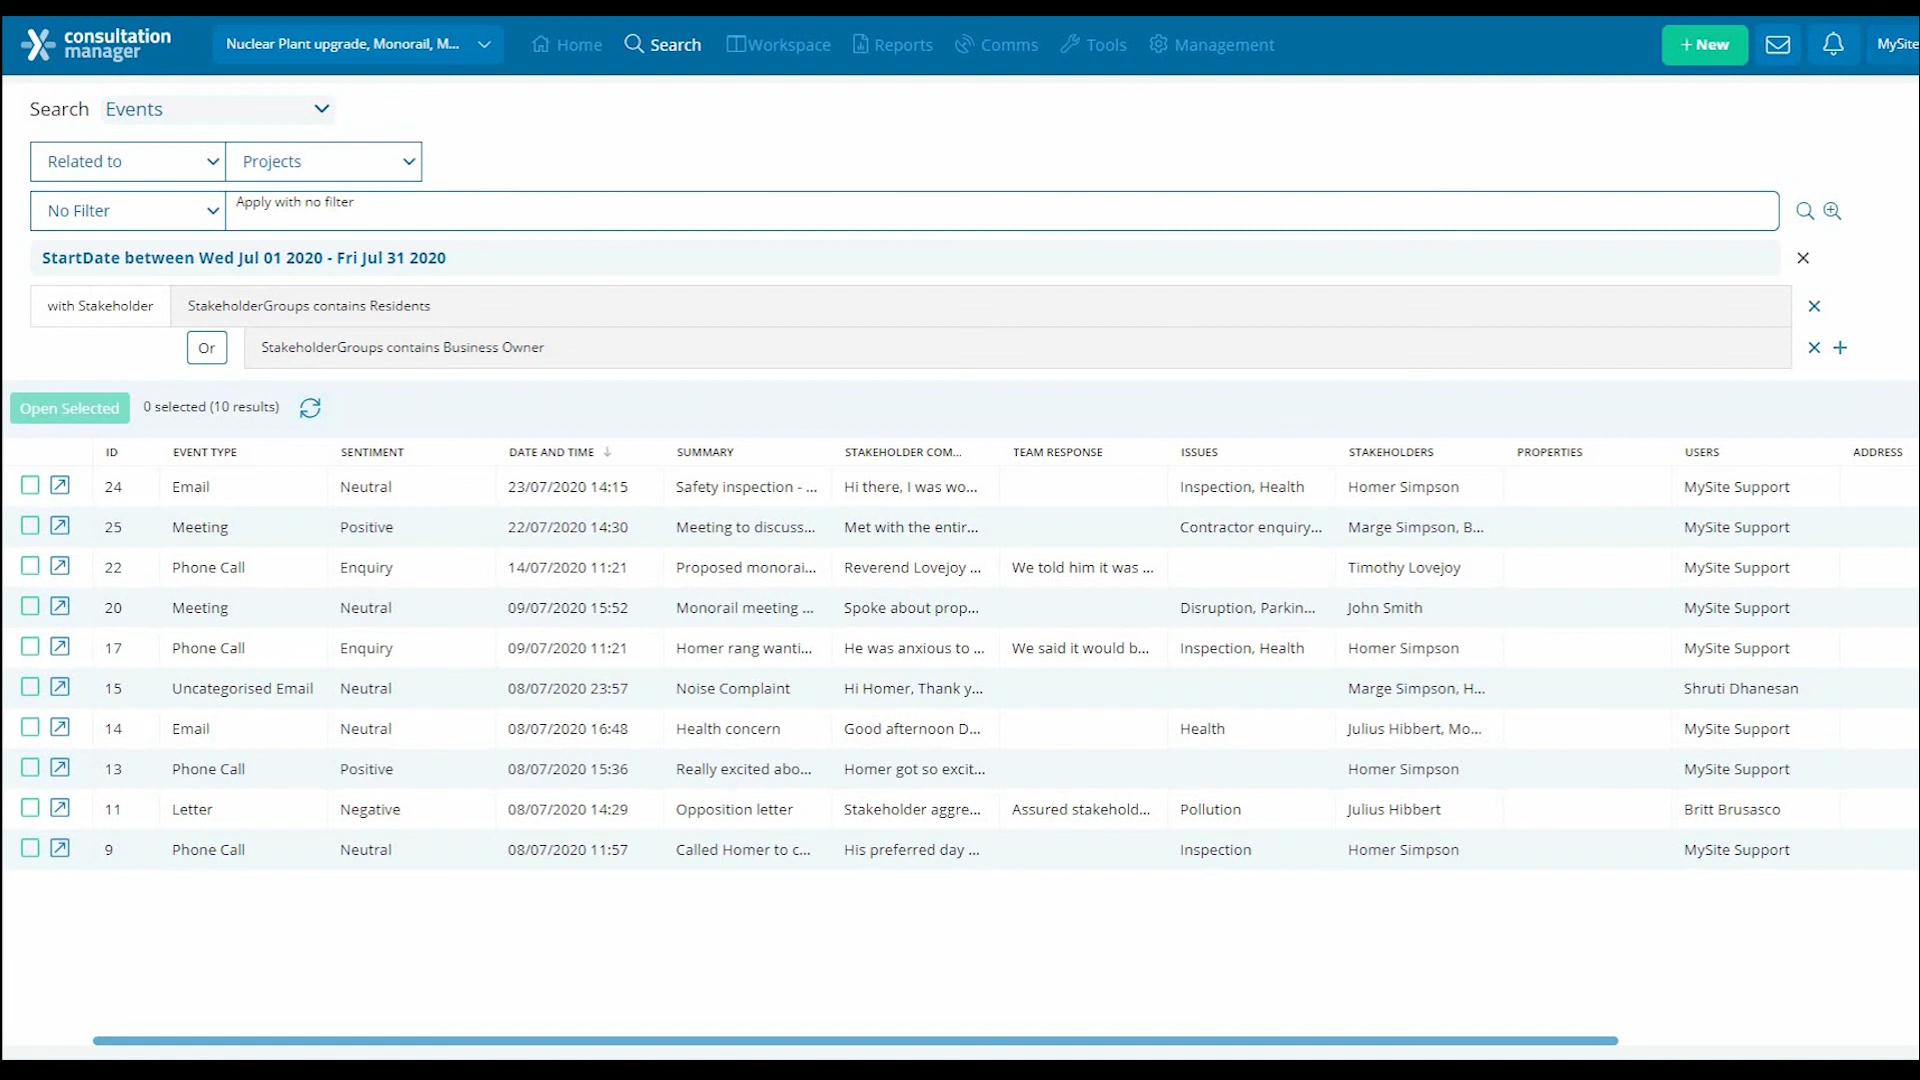 consultation manager
Nuclear Plant upgrade, Monorail, M...
Home
Search
Workspace
Reports
Comms
Tools
Management
+ New
MySite
Search Events
Related to Projects
No Filter Apply with no filter
StartDate between Wed Jul 01 2020 - Fri Jul 31 2020
with Stakeholder StakeholderGroups contains Residents
Or StakeholderGroups contains Business Owner
Open Selected 0 selected (10 results)
ID EVENT TYPE SENTIMENT DATE AND TIME SUMMARY STAKEHOLDER COM... TEAM RESPONSE ISSUES STAKEHOLDERS PROPERTIES USERS ADDRESS
24 Email Neutral 23/07/2020 14:15 Safety inspection - ... Hi there, I was wo... Inspection, Health Homer Simpson MySite Support
25 Meeting Positive 22/07/2020 14:30 Meeting to discuss... Met with the entir... Contractor enquiry... Marge Simpson, B... MySite Support
22 Phone Call Enquiry 14/07/2020 11:21 Proposed monorai... Reverend Lovejoy ... We told him it was ... Timothy Lovejoy MySite Support
20 Meeting Neutral 09/07/2020 15:52 Monorail meeting ... Spoke about prop... Disruption, Parkin... John Smith MySite Support
17 Phone Call Enquiry 09/07/2020 11:21 Homer rang wanti... He was anxious to ... We said it would b... Inspection, Health Homer Simpson MySite Support
15 Uncategorised Email Neutral 08/07/2020 23:57 Noise Complaint Hi Homer, Thank y... Marge Simpson, H... Shruti Dhanesan
14 Email Neutral 08/07/2020 16:48 Health concern Good afternoon D... Health Julius Hibbert, Mo... MySite Support
13 Phone Call Positive 08/07/2020 15:36 Really excited abo... Homer got so excit... Homer Simpson MySite Support
11 Letter Negative 08/07/2020 14:29 Opposition letter Stakeholder aggre... Assured stakehold... Pollution Julius Hibbert Britt Brusasco
9 Phone Call Neutral 08/07/2020 11:57 Called Homer to c... His preferred day ... Inspection Homer Simpson MySite Support